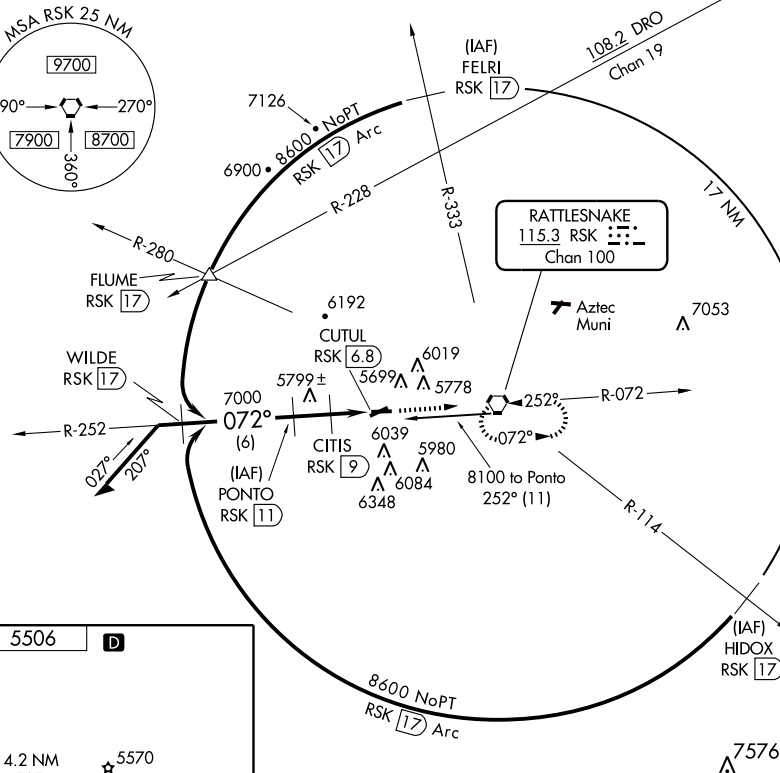 MSA RSK 25 NM
9700
90°
270°
7900
8700
360°
108.2 DRO
Chan 19
(IAF)
FELRI
RSK 17
7126
6900
8600 NoPT
RSK 17 Arc
R-228
R-333
17 NM
RATTLESNAKE
115.3 RSK
Chan 100
R-280
FLUME
RSK 17
6192
Aztec
Muni
7053
CUTUL
RSK 6.8
6019
WILDE
RSK 17
5799 ±
5699
5778
7000
072°
(6)
252°
R-072
R-252
072°
027°
207°
(IAF)
PONTO
RSK 11
CITIS
RSK 9
6039
5980
6084
6348
8100 to Ponto
252° (11)
R-114
5506
D
(IAF)
HIDOX
RSK 17
8600 NoPT
RSK 17 Arc
4.2 NM
5570
7576